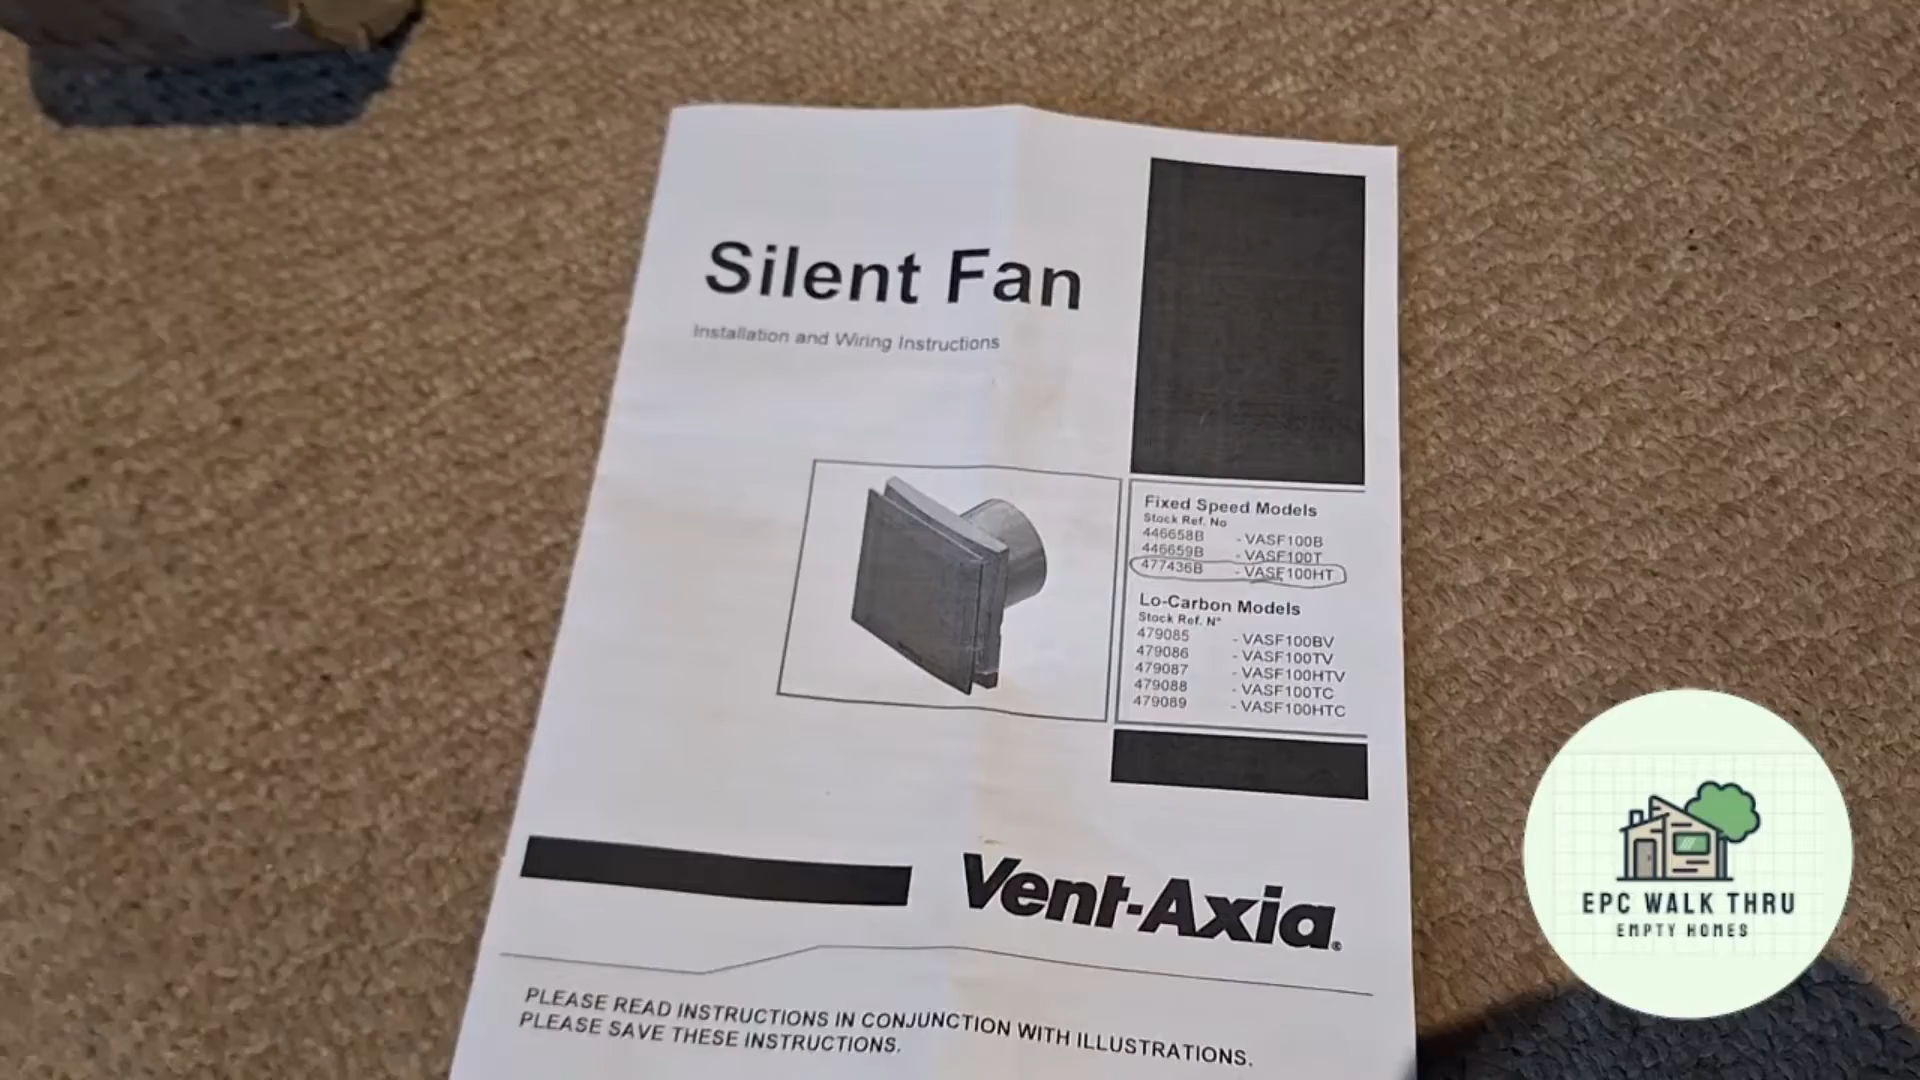 Silent Fan
Installation and Wiring Instructions
Fixed Speed Models
Stock Ref. No
446658B - VASF100B
446659B - VASF100T
477436B - VASF100HT
Lo-Carbon Models
Stock Ref. N°
479085 - VASF100BV
479086 - VASF100TV
479087 - VASF100HTV
479088 - VASF100TC
479089 - VASF100HTC
Vent-Axia®
PLEASE READ INSTRUCTIONS IN CONJUNCTION WITH ILLUSTRATIONS.
PLEASE SAVE THESE INSTRUCTIONS.
EPC WALK THRU
EMPTY HOMES